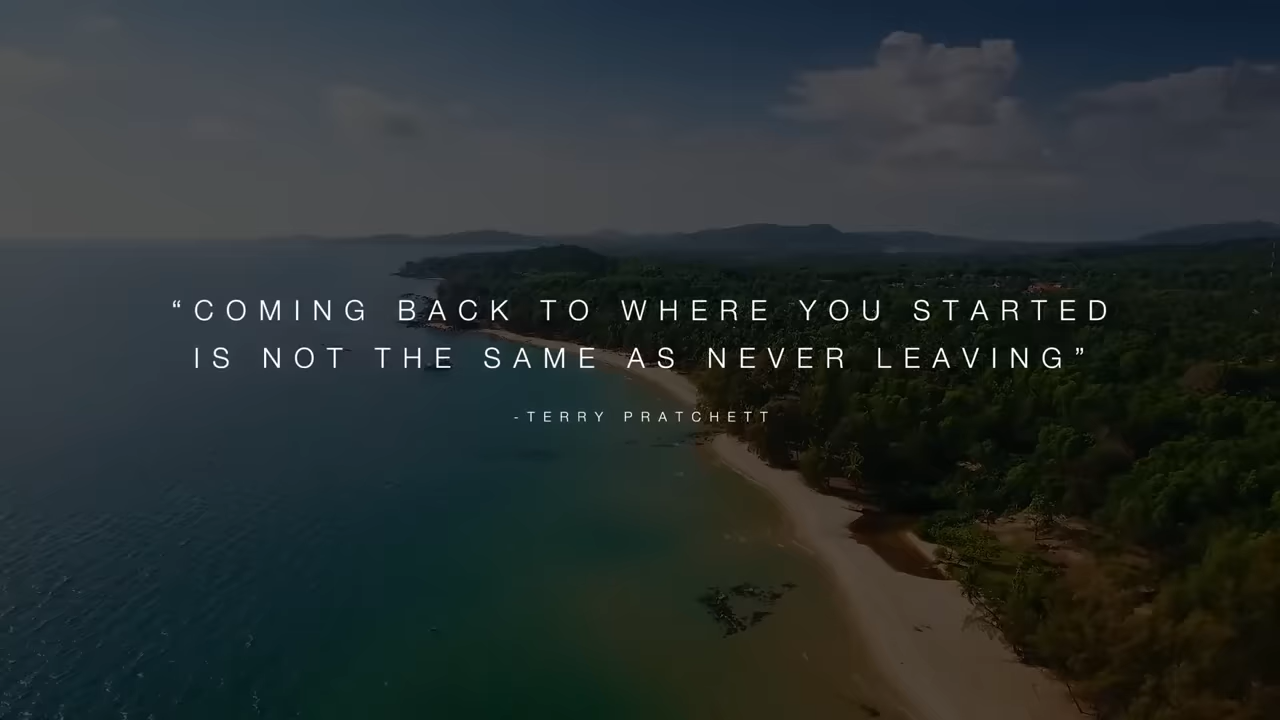 “COMING BACK TO WHERE YOU STARTED
IS NOT THE SAME AS NEVER LEAVING”
-TERRY PRATCHETT